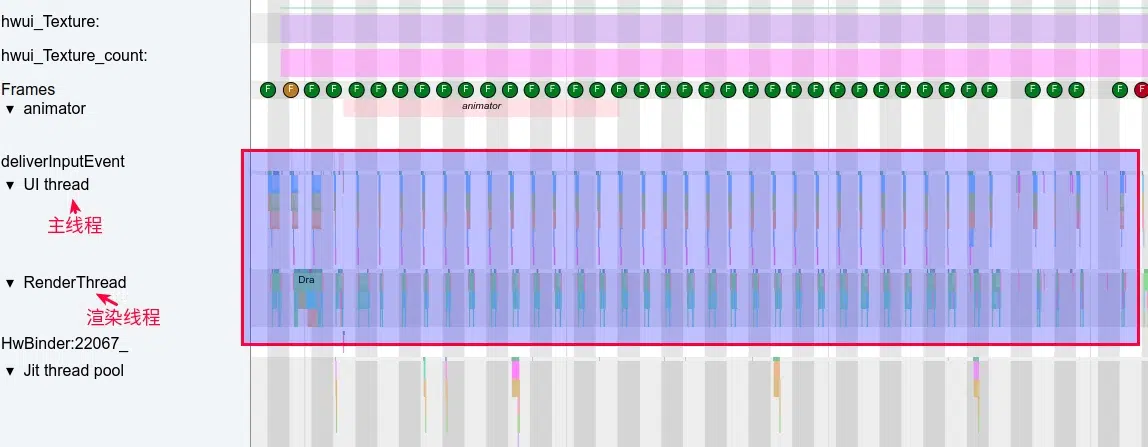 hwui_Texture:
hwui_Texture_count:
Frames
F F F F F F F F F F F F F F F F F F F F F F F F F F F F F F F F F F F F F F F
▼ animator
animator
deliverInputEvent
▼ UI thread
主线程
▼ RenderThread
Dra
渲染线程
HwBinder:22067_
▼ Jit thread pool